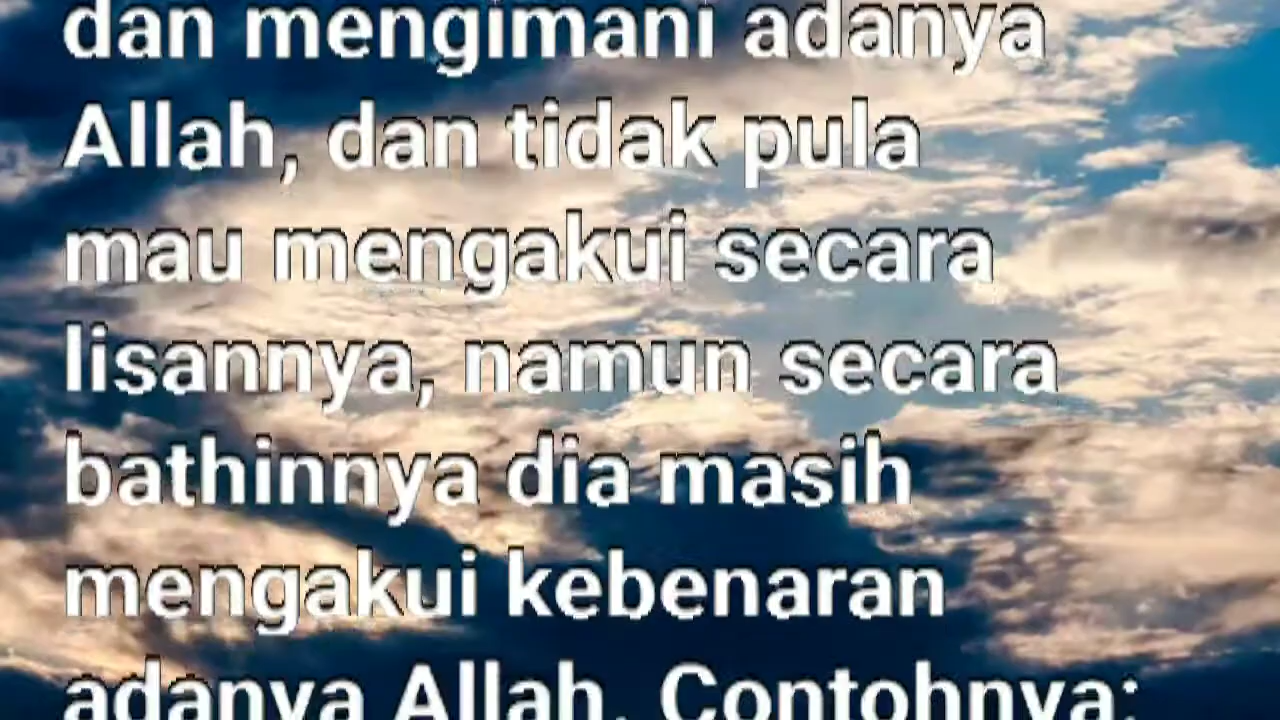 dan mengimani adanya
Allah, dan tidak pula
mau mengakui secara
lisannya, namun secara
bathinnya dia masih
mengakui kebenaran
adanya Allah. Contohnya: